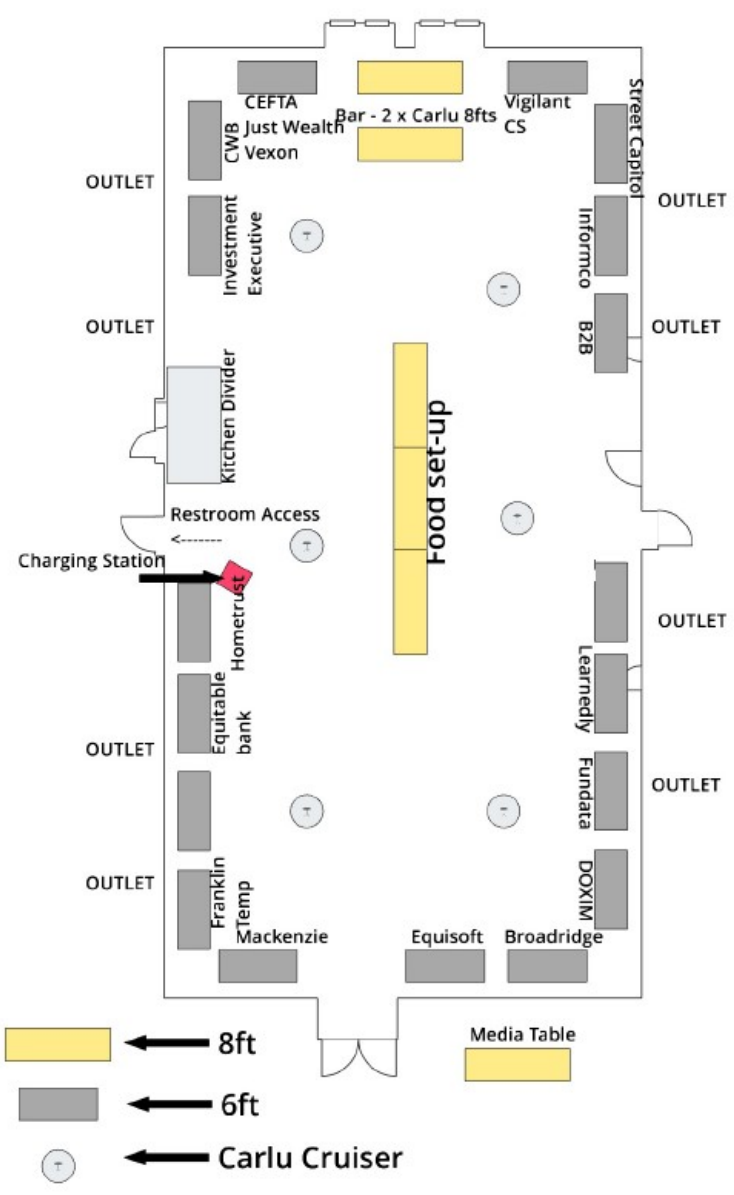 CEFTA
Just Wealth
Vexon
Bar - 2 x Carlu 8fts
Vigilant
CS
Street Capitol
CWB
OUTLET
OUTLET
Investment
Executive
Informco
OUTLET
OUTLET
B2B
Kitchen Divider
Food set-up
Restroom Access
Charging Station
Hometrust
OUTLET
Equitable
bank
Learnedly
OUTLET
Fundata
OUTLET
OUTLET
Franklin
Temp
DOXIM
Mackenzie
Equisoft
Broadridge
Media Table
8ft
6ft
Carlu Cruiser